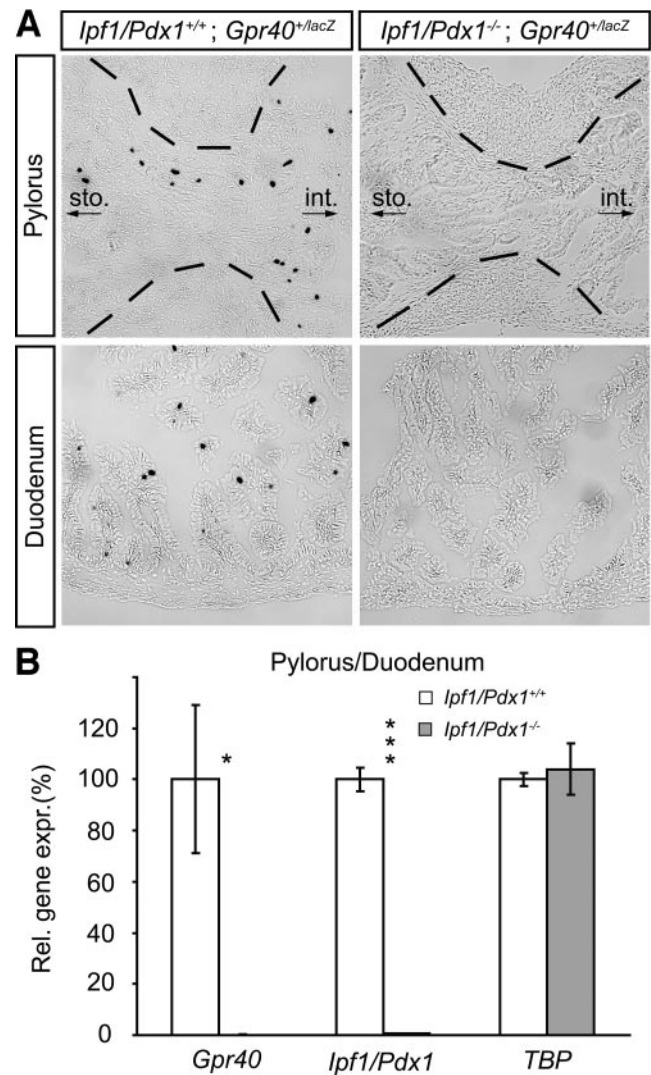 A
Ipf1/Pdx1+/+; Gpr40+/lacZ
Ipf1/Pdx1-/-; Gpr40+/lacZ
Pylorus
sto.
int.
sto.
int.
Duodenum
B
Pylorus/Duodenum
Ipf1/Pdx1+/+
Ipf1/Pdx1-/-
Rel. gene expr.(%)
120
100
80
60
40
20
0
*
***
Gpr40
Ipf1/Pdx1
TBP